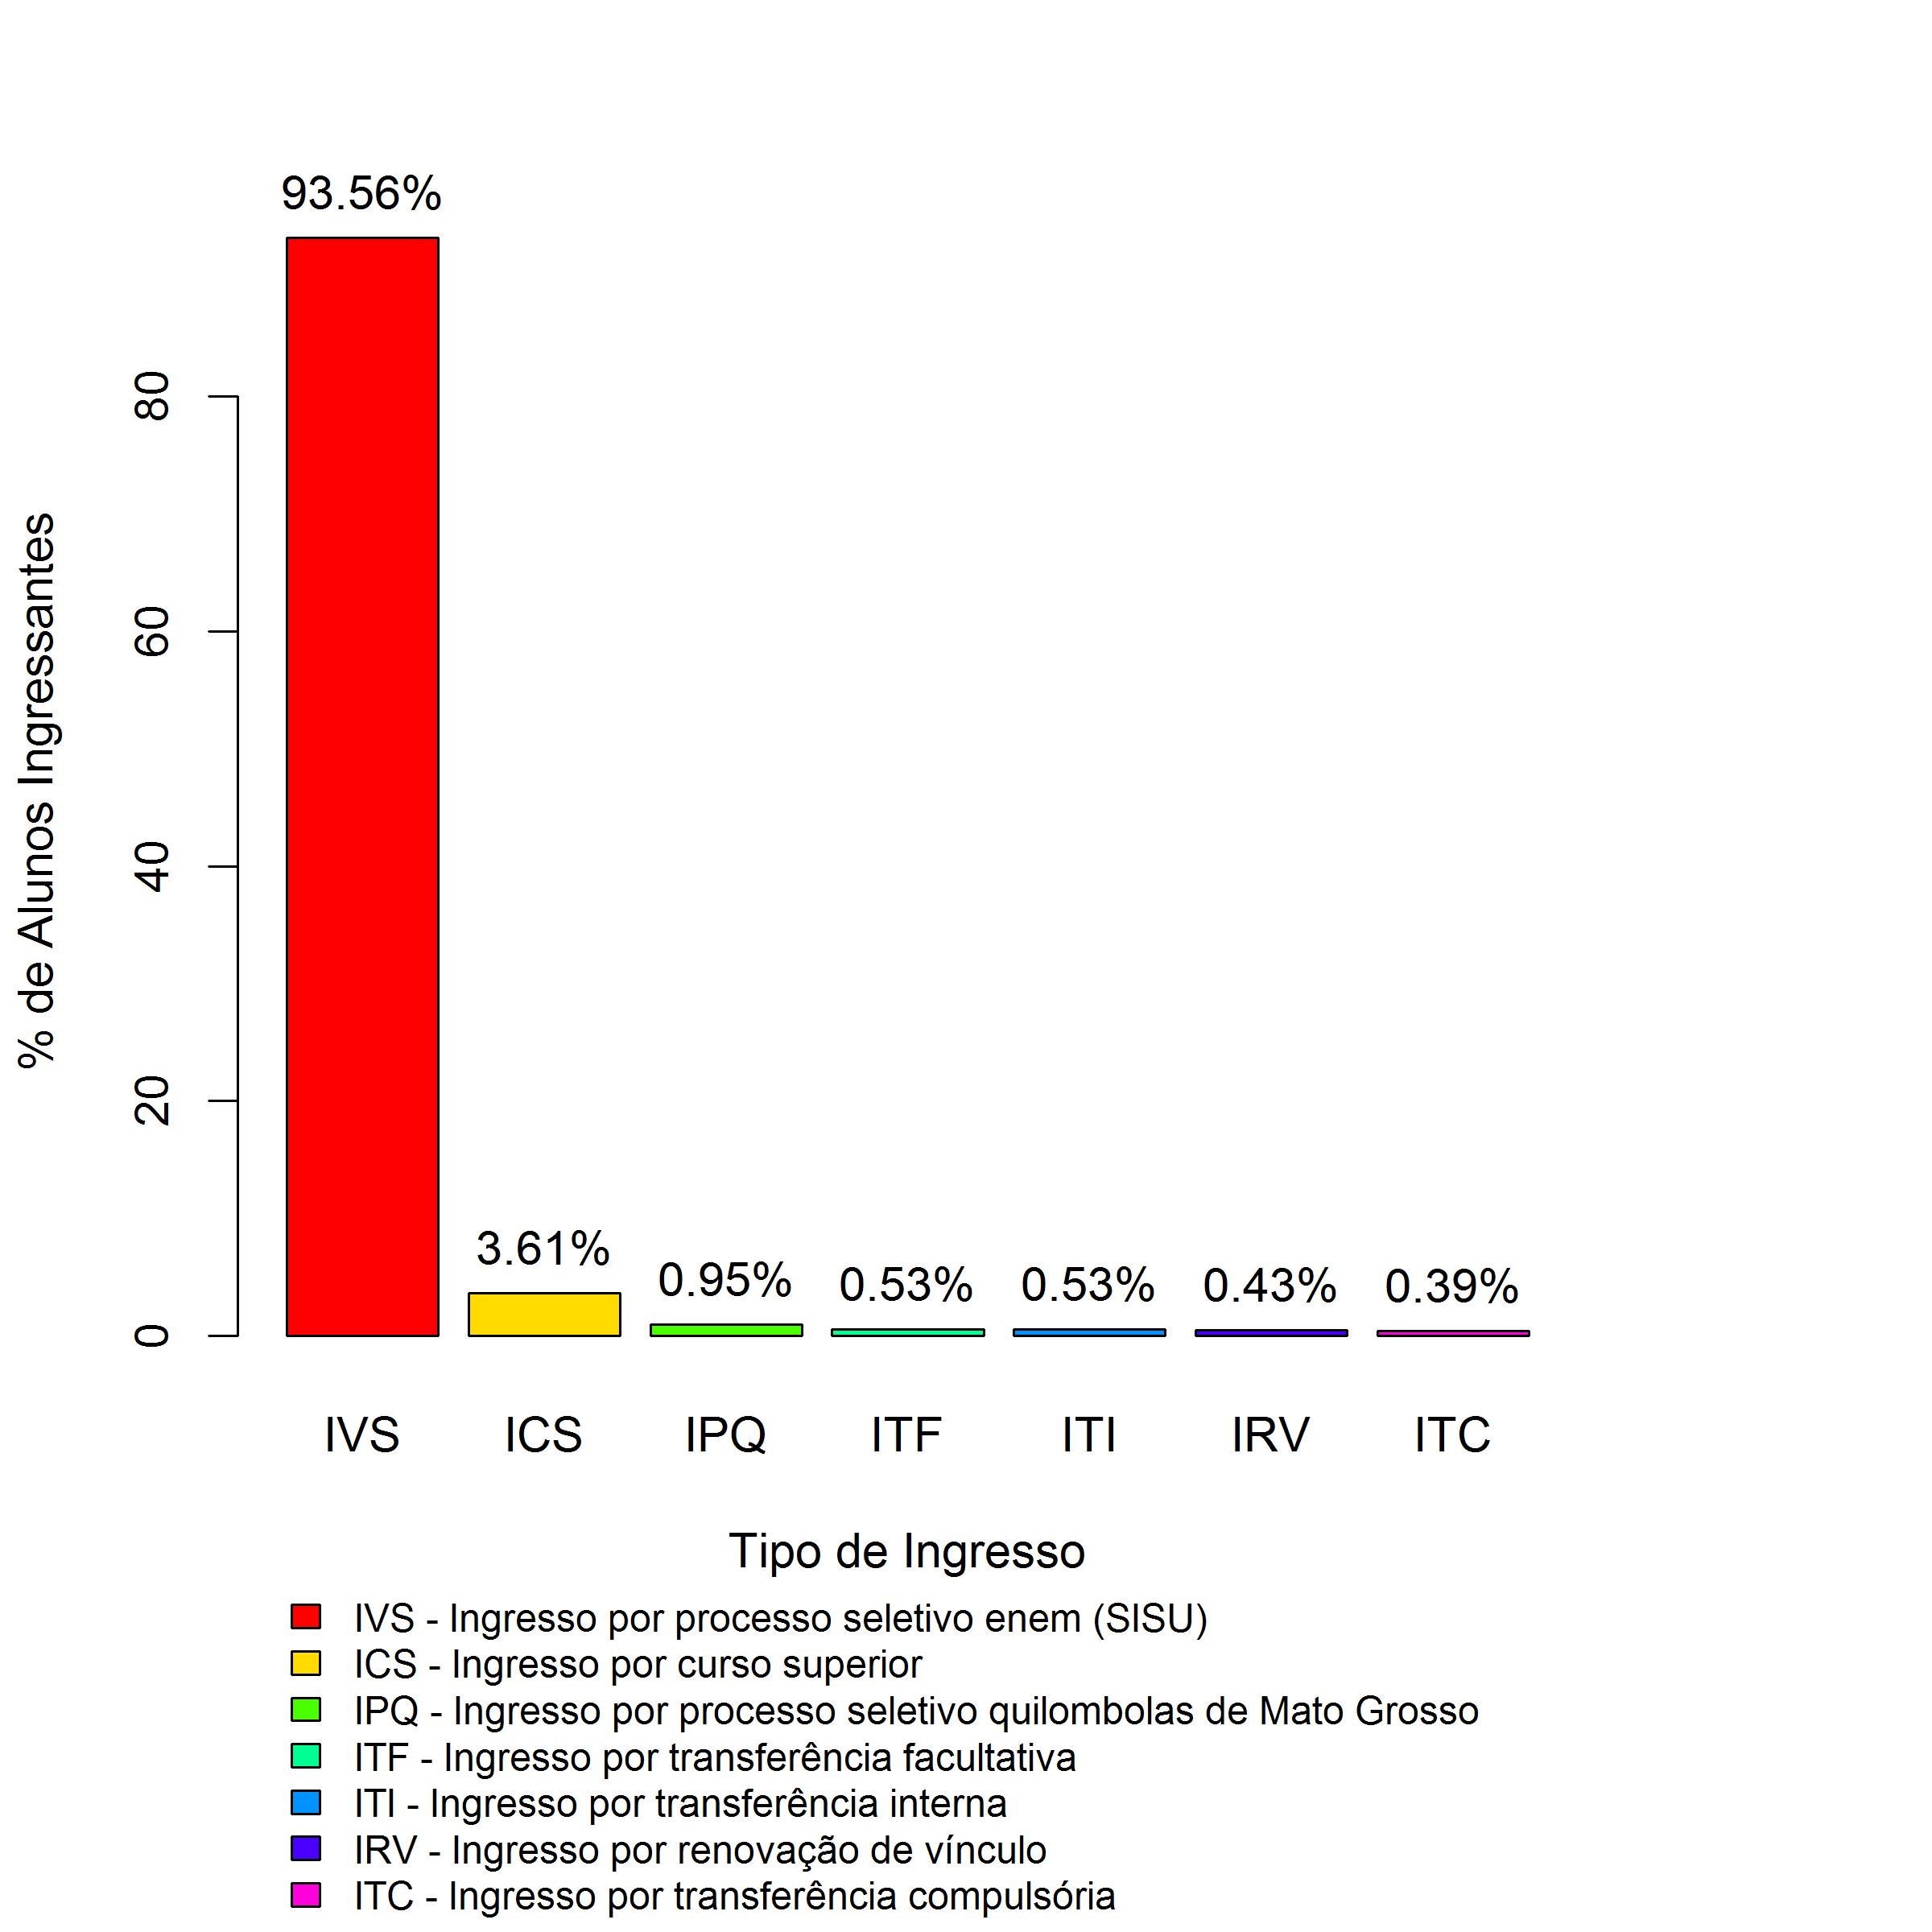 93.56%
3.61%
0.95%
0.53%
0.53%
0.43%
0.39%
% de Alunos Ingressantes
80
60
40
20
0
IVS ICS IPQ ITF ITI IRV ITC
Tipo de Ingresso
IVS - Ingresso por processo seletivo enem (SISU)
ICS - Ingresso por curso superior
IPQ - Ingresso por processo seletivo quilombolas de Mato Grosso
ITF - Ingresso por transferência facultativa
ITI - Ingresso por transferência interna
IRV - Ingresso por renovação de vínculo
ITC - Ingresso por transferência compulsória